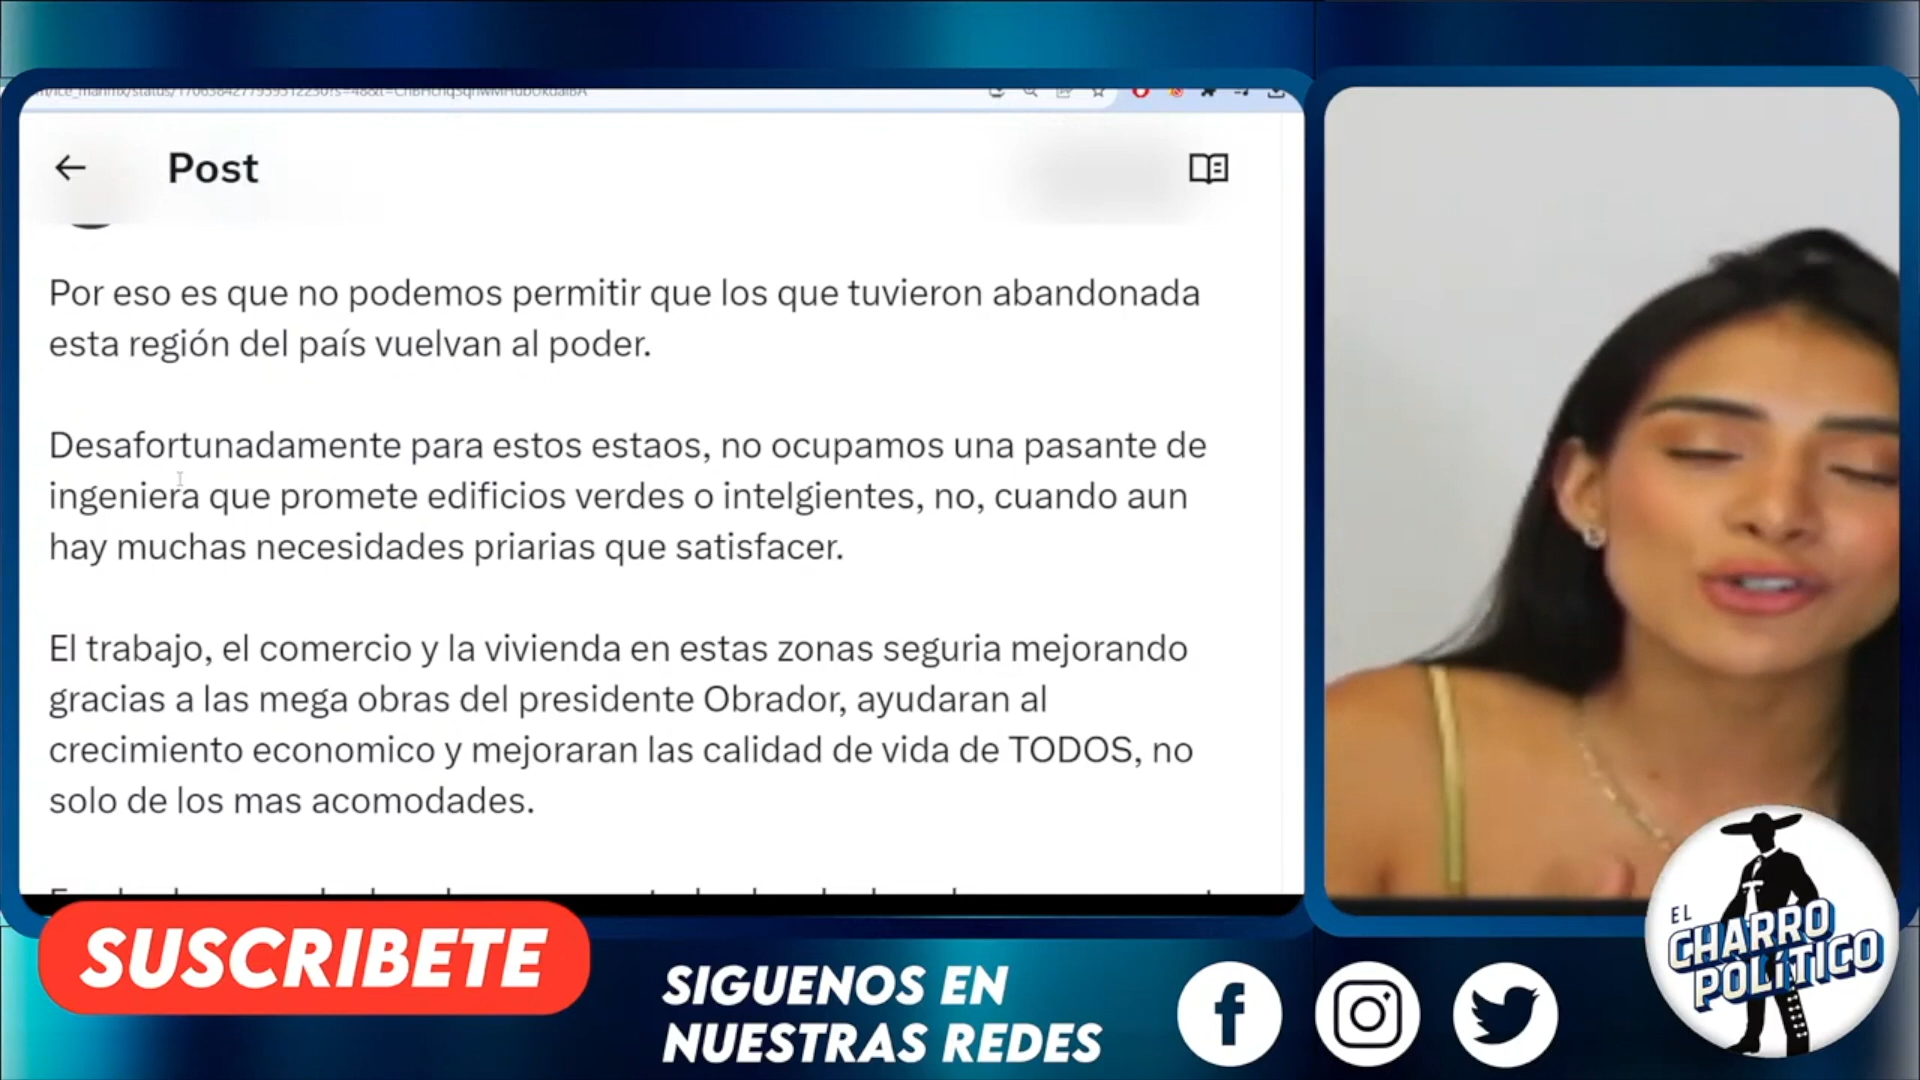 Post
Por eso es que no podemos permitir que los que tuvieron abandonada
esta región del país vuelvan al poder.
Desafortunadamente para estos estaos, no ocupamos una pasante de
ingeniera que promete edificios verdes o intelgientes, no, cuando aun
hay muchas necesidades priarias que satisfacer.
El trabajo, el comercio y la vivienda en estas zonas seguria mejorando
gracias a las mega obras del presidente Obrador, ayudaran al
crecimiento economico y mejoraran las calidad de vida de TODOS, no
solo de los mas acomodades.
SUSCRIBETE
SIGUENOS EN
NUESTRAS REDES
EL
CHARRO
POLÍTICO